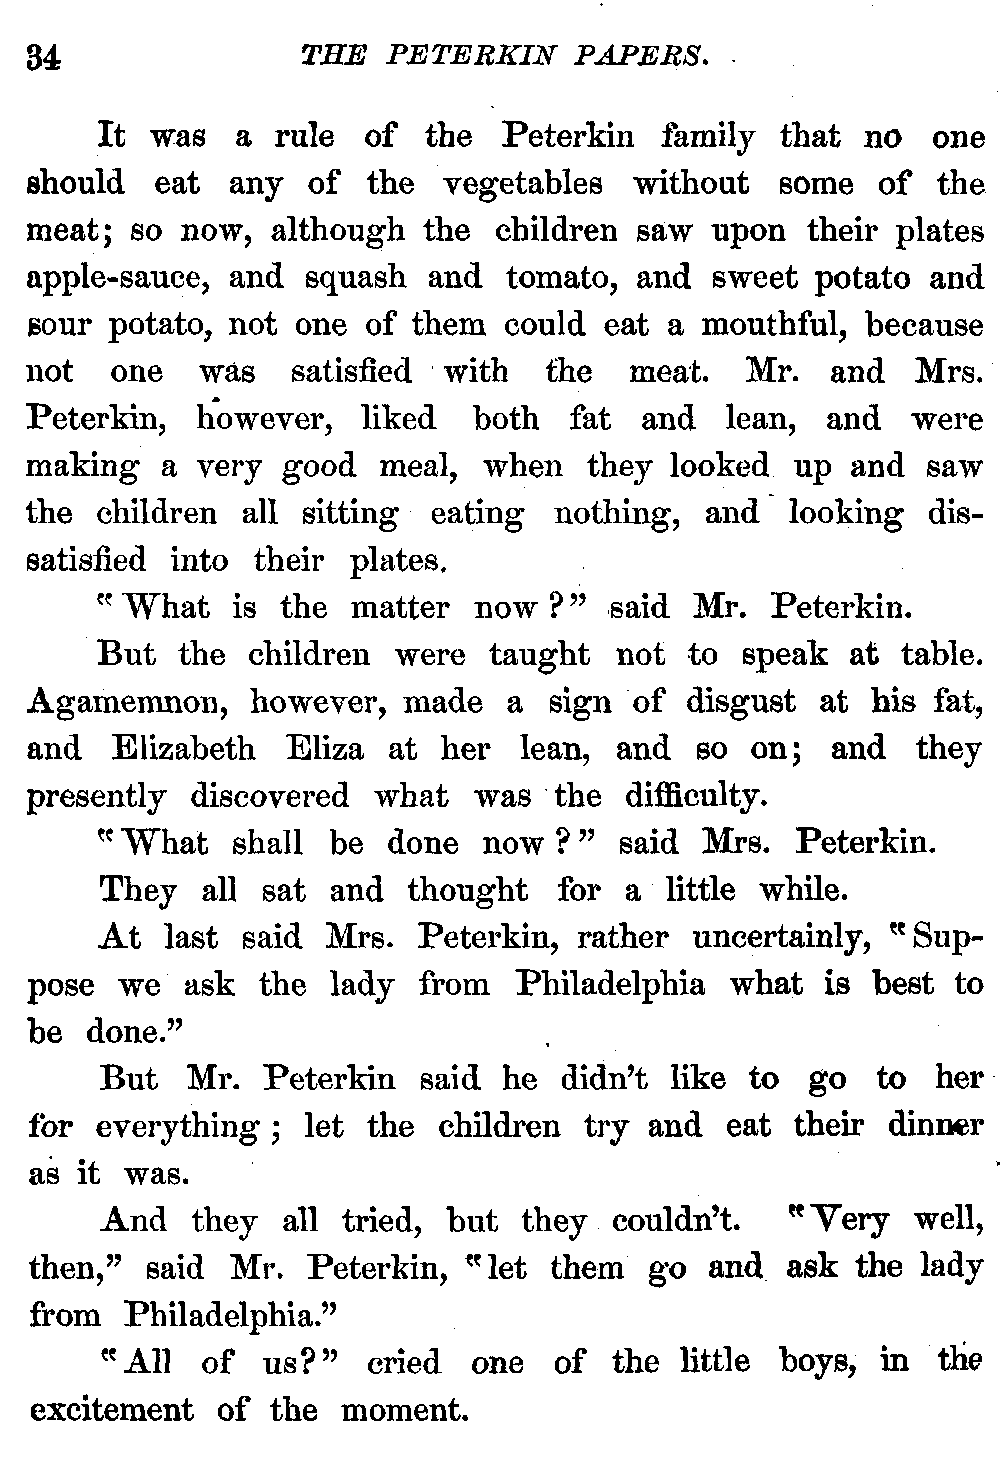 34 THE PETERKIN PAPERS.
It was a rule of the Peterkin family that no one
should eat any of the vegetables without some of the
meat; so now, although the children saw upon their plates
apple-sauce, and squash and tomato, and sweet potato and
sour potato, not one of them could eat a mouthful, because
not one was satisfied with the meat. Mr. and Mrs.
Peterkin, however, liked both fat and lean, and were
making a very good meal, when they looked up and saw
the children all sitting eating nothing, and looking dis-
satisfied into their plates.
"What is the matter now?" said Mr. Peterkin.
But the children were taught not to speak at table.
Agamemnon, however, made a sign of disgust at his fat,
and Elizabeth Eliza at her lean, and so on; and they
presently discovered what was the difficulty.
"What shall be done now?" said Mrs. Peterkin.
They all sat and thought for a little while.
At last said Mrs. Peterkin, rather uncertainly, "Sup-
pose we ask the lady from Philadelphia what is best to
be done."
But Mr. Peterkin said he didn't like to go to her
for everything; let the children try and eat their dinner
as it was.
And they all tried, but they couldn't. "Very well,
then," said Mr. Peterkin, "let them go and ask the lady
from Philadelphia."
"All of us?" cried one of the little boys, in the
excitement of the moment.